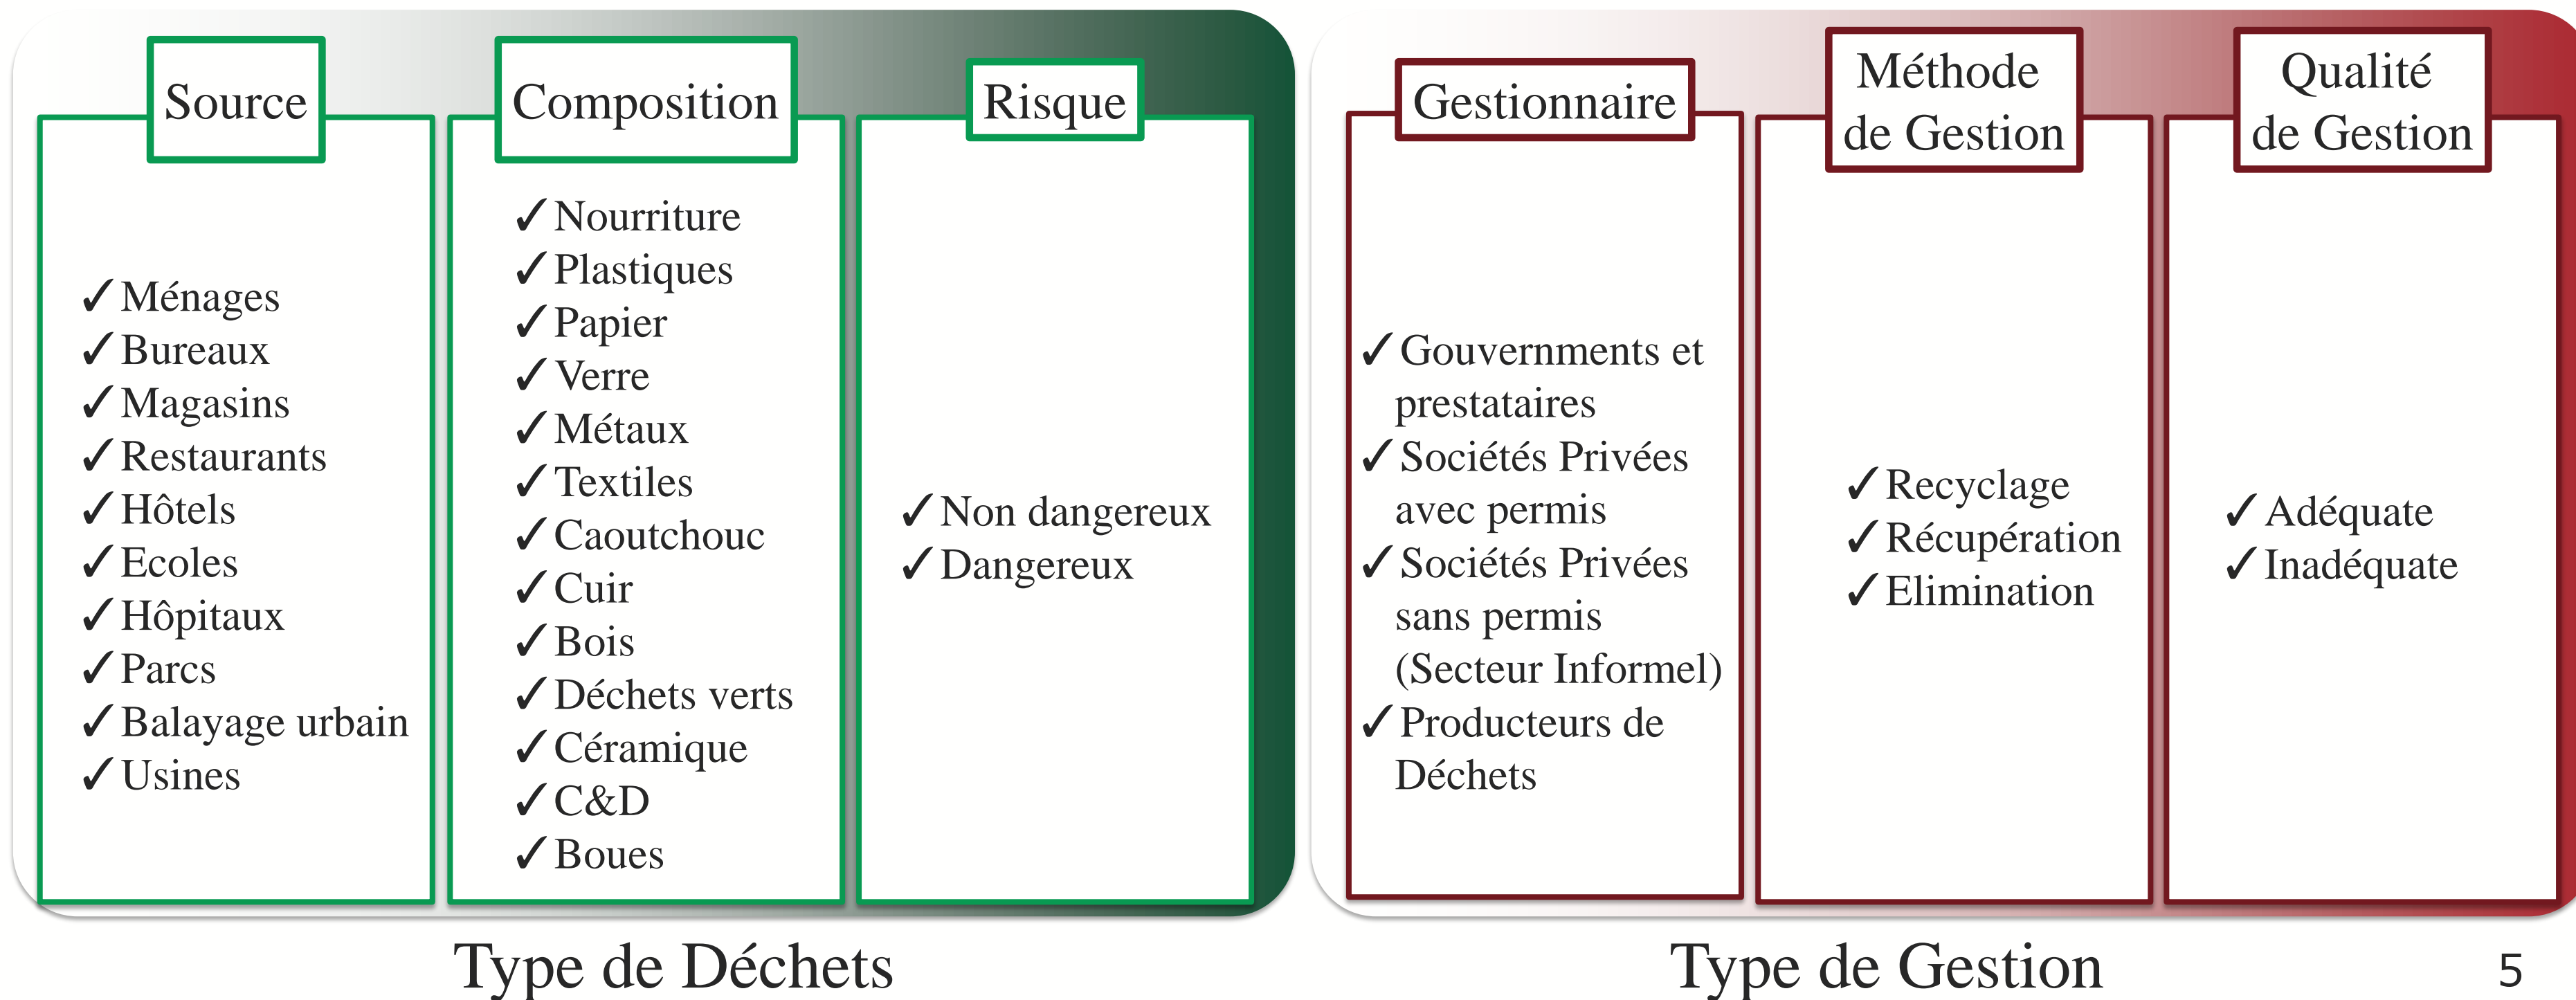 Source
✓Ménages
✓Bureaux
✓Magasins
✓Restaurants
✓Hôtels
✓Ecoles
✓Hôpitaux
✓Parcs
✓Balayage urbain
✓Usines
Composition
✓Nourriture
✓Plastiques
✓Papier
✓Verre
✓Métaux
✓Textiles
✓Caoutchouc
✓Cuir
✓Bois
✓Déchets verts
✓Céramique
✓C&D
✓Boues
Risque
✓Non dangereux
✓Dangereux
Type de Déchets
Gestionnaire
✓Gouvernments et
prestataires
✓Sociétés Privées
avec permis
✓Sociétés Privées
sans permis
(Secteur Informel)
✓Producteurs de
Déchets
Méthode
de Gestion
✓Recyclage
✓Récupération
✓Elimination
Qualité
de Gestion
✓Adéquate
✓Inadéquate
Type de Gestion
5